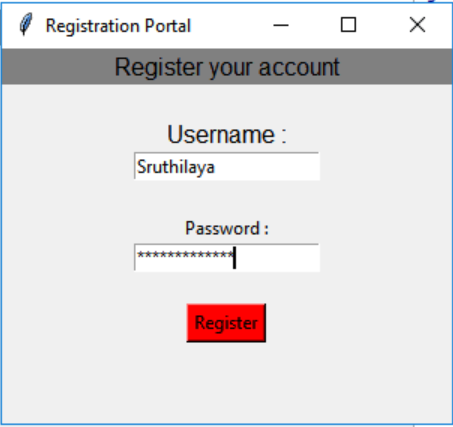 Registration Portal
Register your account
Username :
Sruthilaya
Password :
*************
Register